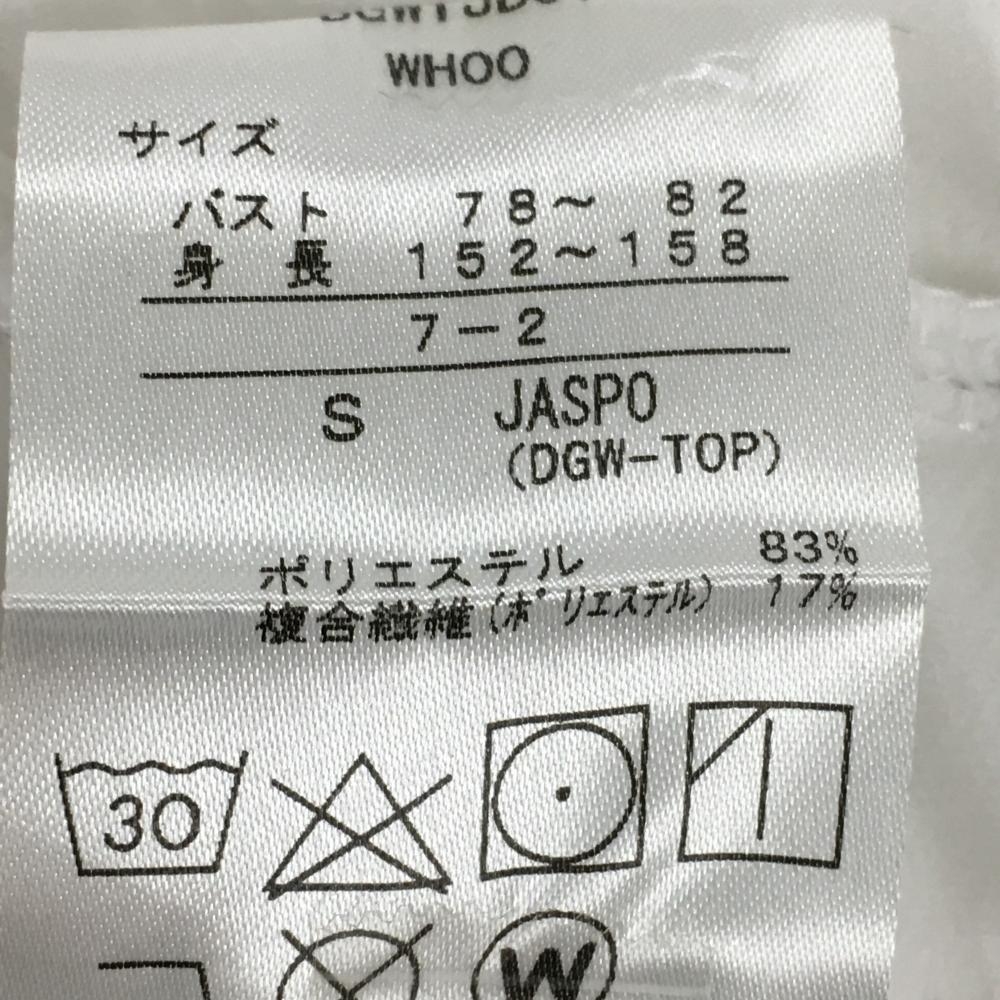 WHOO
サイズ
バスト 78～ 82
身 長 152～158
7－2
S JASPO
(DGW-TOP)
ポリエステル 83%
複合繊維(ポリエステル) 17%
30
W